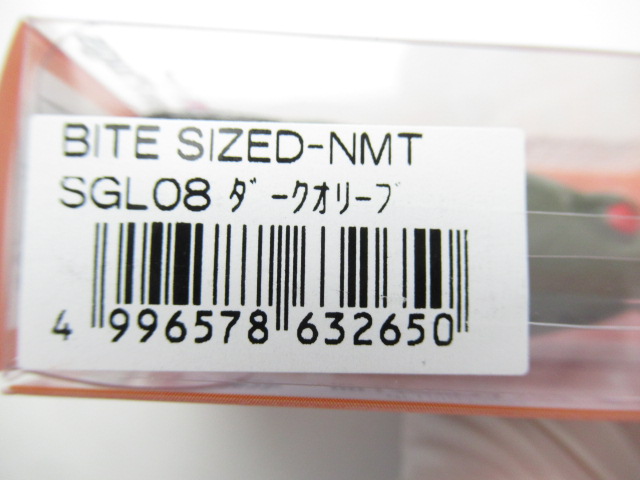 BITE SIZED-NMT
SGL08 ﾀﾞｰｸｵﾘｰﾌﾞ
4 996578 632650